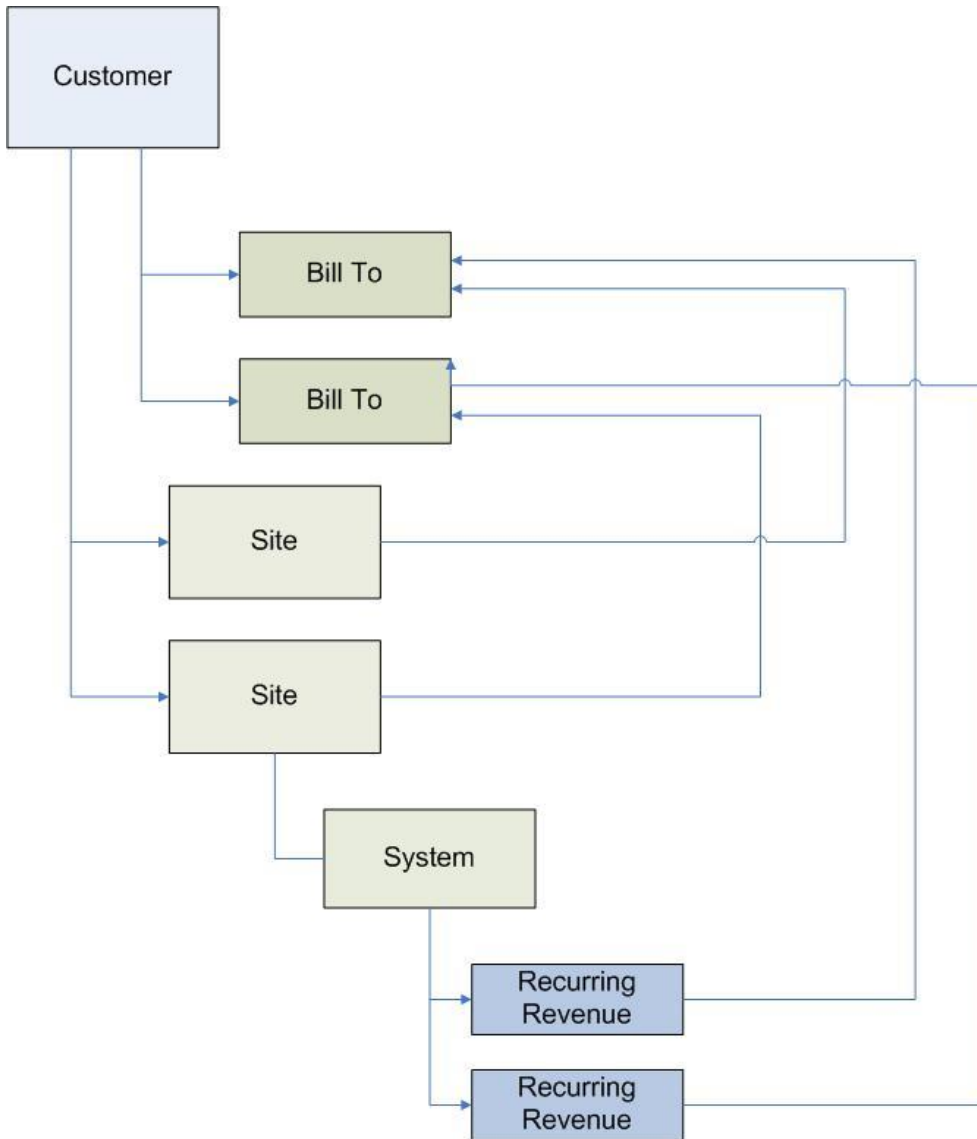 Customer
Bill To
Bill To
Site
Site
System
Recurring
Revenue
Recurring
Revenue